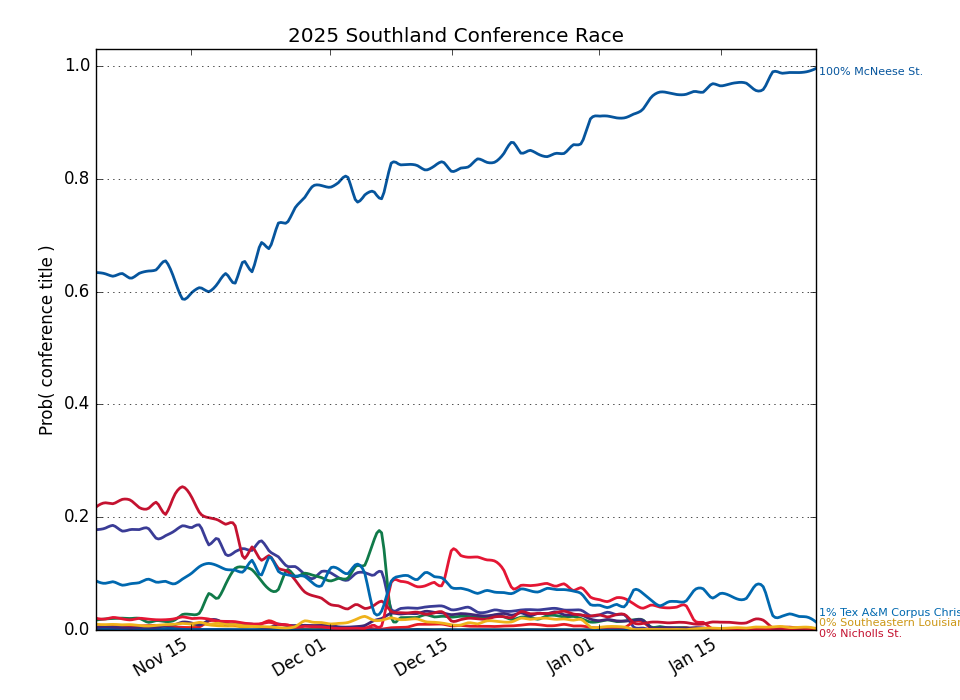 2025 Southland Conference Race
Prob( conference title )
1.0
0.8
0.6
0.4
0.2
0.0
Nov 15
Dec 01
Dec 15
Jan 01
Jan 15
100% McNeese St.
1% Tex A&M Corpus Chris
0% Southeastern Louisian
0% Nicholls St.